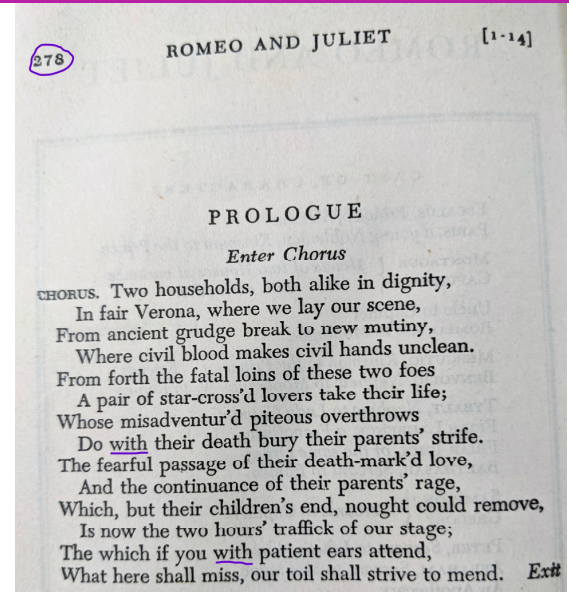 278 ROMEO AND JULIET [1-14]
PROLOGUE
Enter Chorus
CHORUS. Two households, both alike in dignity,
In fair Verona, where we lay our scene,
From ancient grudge break to new mutiny,
Where civil blood makes civil hands unclean.
From forth the fatal loins of these two foes
A pair of star-cross'd lovers take their life;
Whose misadventur'd piteous overthrows
Do with their death bury their parents' strife.
The fearful passage of their death-mark'd love,
And the continuance of their parents' rage,
Which, but their children's end, nought could remove,
Is now the two hours' traffick of our stage;
The which if you with patient ears attend,
What here shall miss, our toil shall strive to mend. Exit